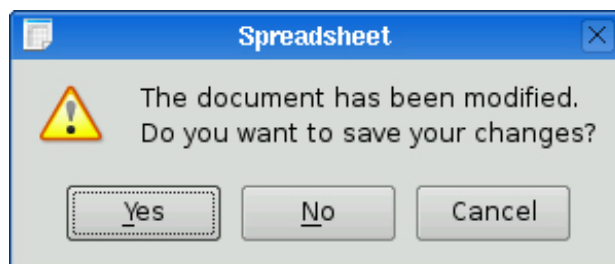 Spreadsheet
The document has been modified.
Do you want to save your changes?
Yes No Cancel